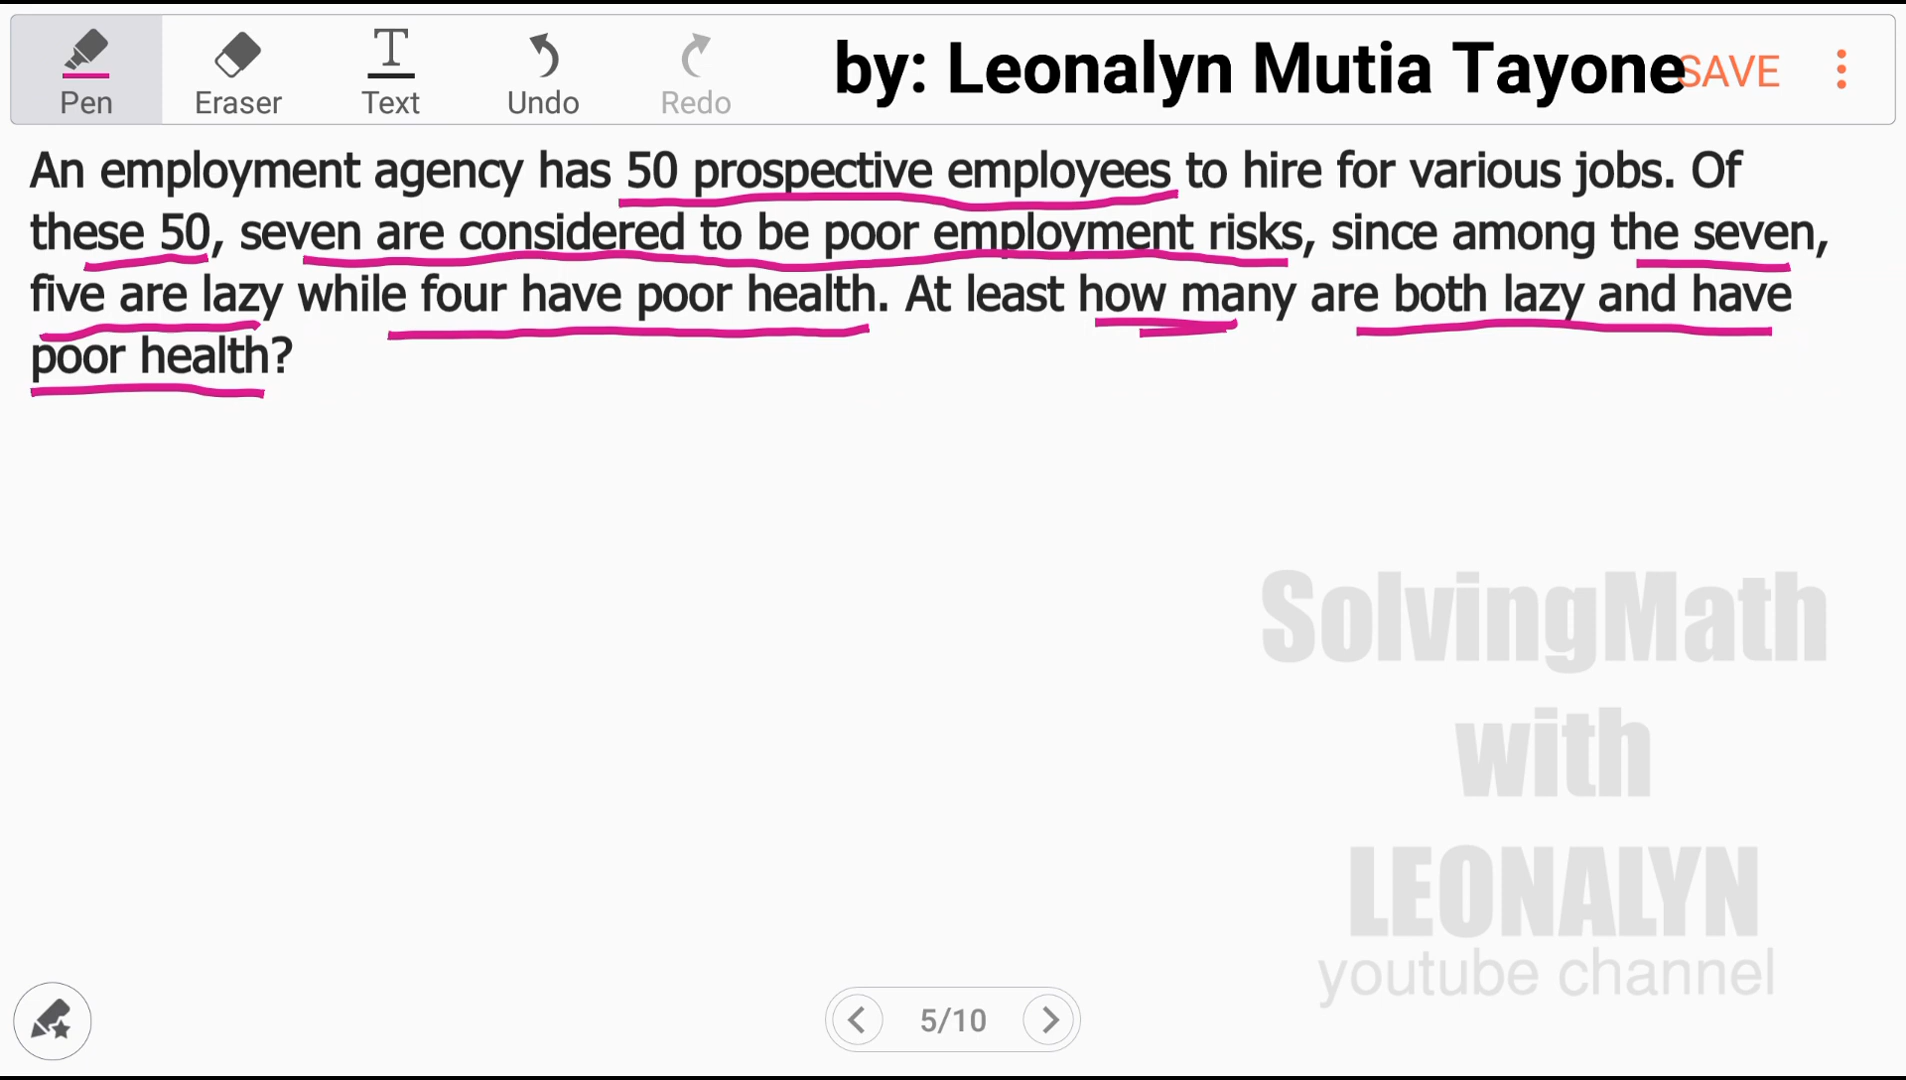 Pen
Eraser
Text
Undo
Redo
by: Leonalyn Mutia Tayone
SAVE
An employment agency has 50 prospective employees to hire for various jobs. Of
these 50, seven are considered to be poor employment risks, since among the seven,
five are lazy while four have poor health. At least how many are both lazy and have
poor health?
SolvingMath
with
LEONALYN
youtube channel
5/10